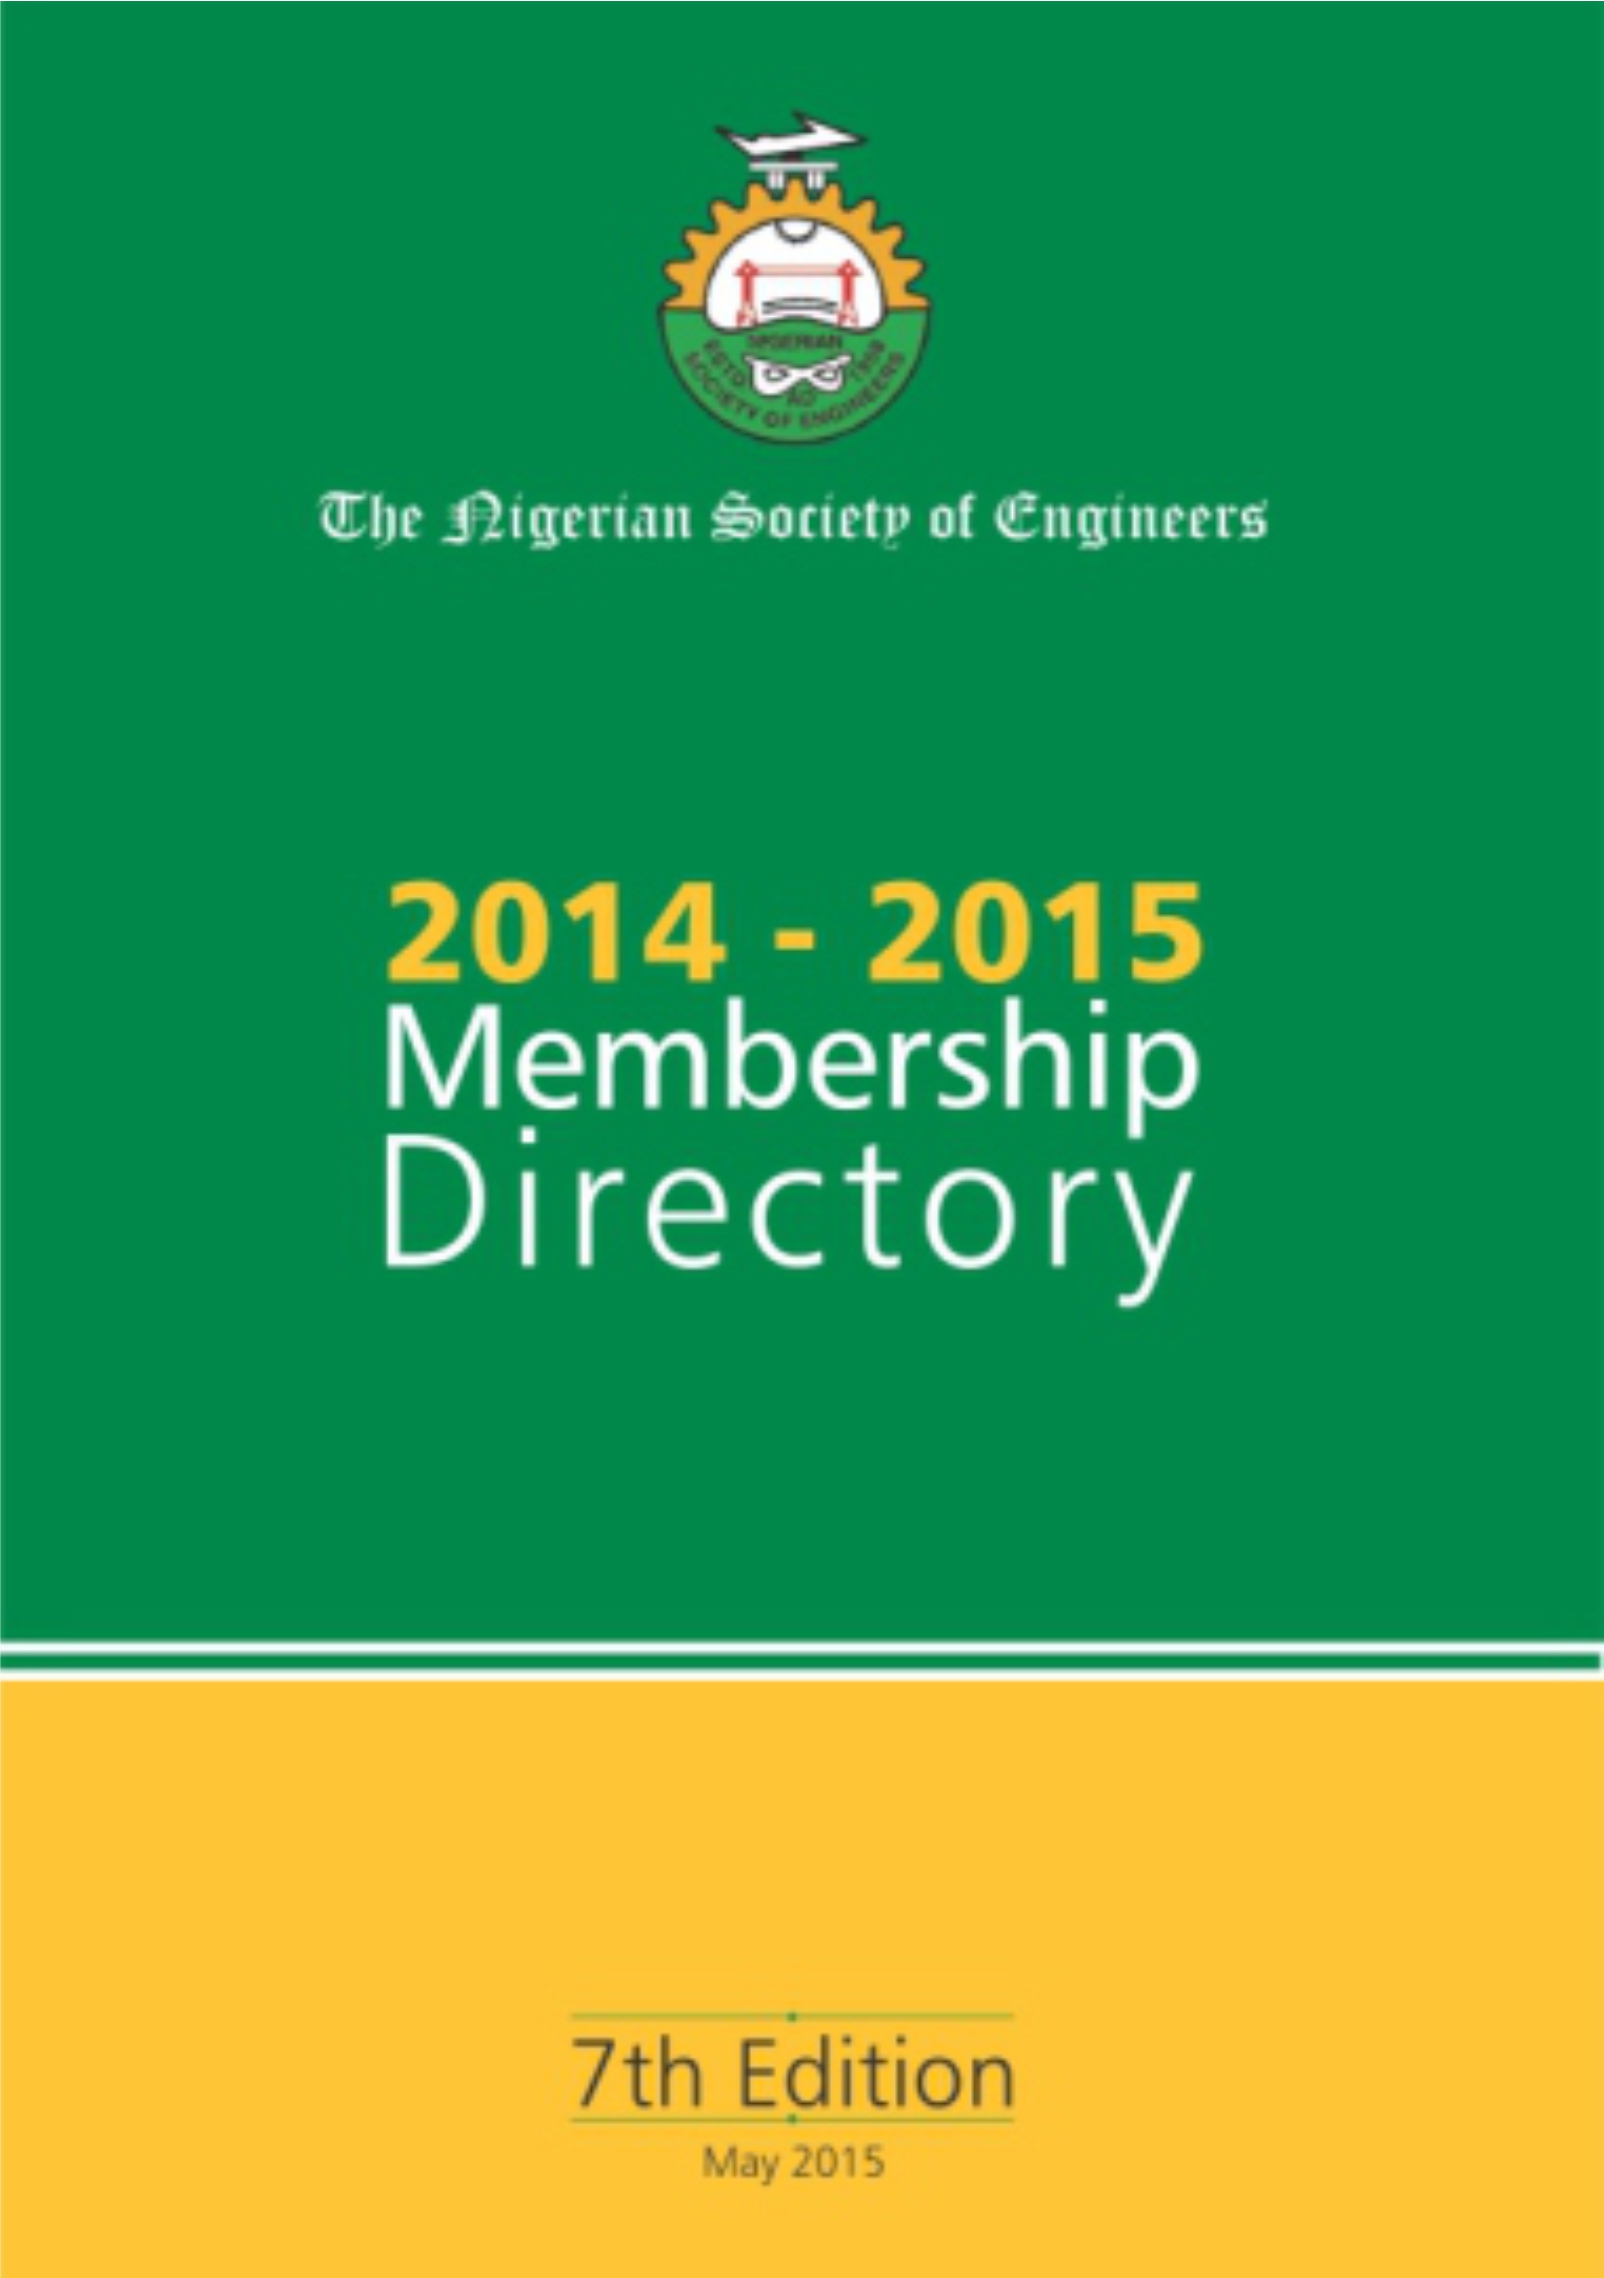 NIGERIAN
ESTD AD 1958
SOCIETY OF ENGINEERS
The Nigerian Society of Engineers
2014 - 2015
Membership
Directory
7th Edition
May 2015